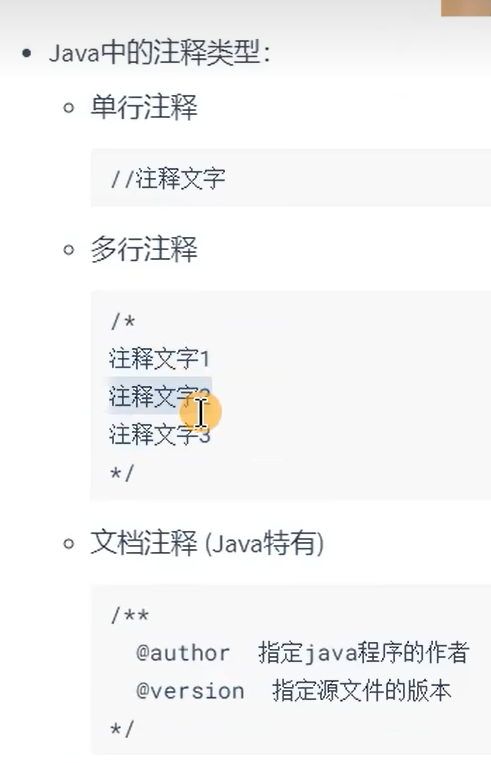 Java中的注释类型：
单行注释
//注释文字
多行注释
/*
注释文字1
注释文字2
注释文字3
*/
文档注释 (Java特有)
/**
@author 指定java程序的作者
@version 指定源文件的版本
*/